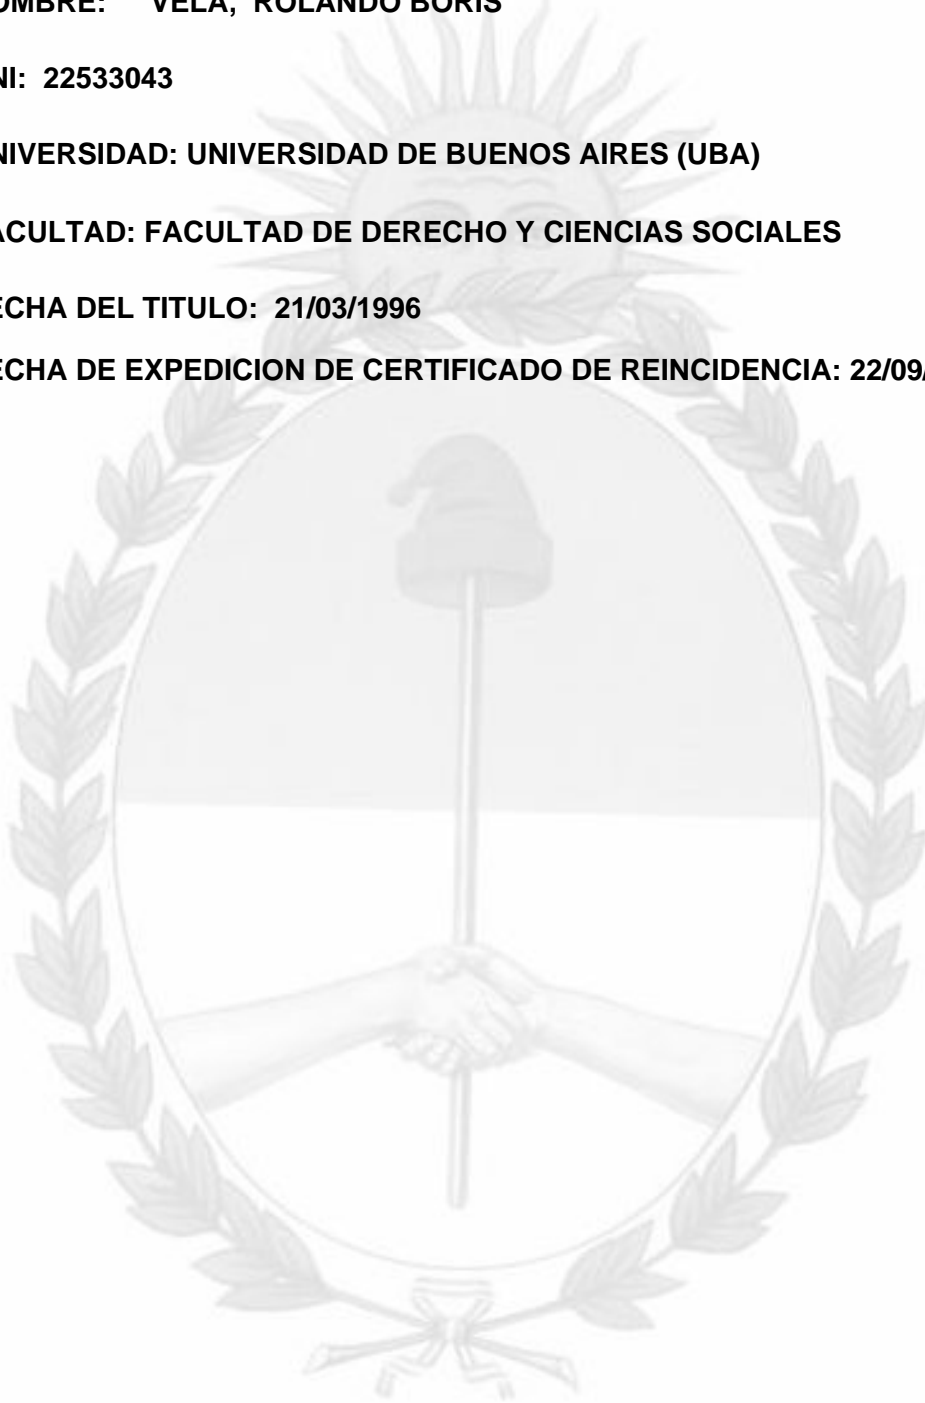 OMBRE: VELA, ROLANDO BORIS
NI: 22533043
NIVERSIDAD: UNIVERSIDAD DE BUENOS AIRES (UBA)
ACULTAD: FACULTAD DE DERECHO Y CIENCIAS SOCIALES
ECHA DEL TITULO: 21/03/1996
ECHA DE EXPEDICION DE CERTIFICADO DE REINCIDENCIA: 22/09/